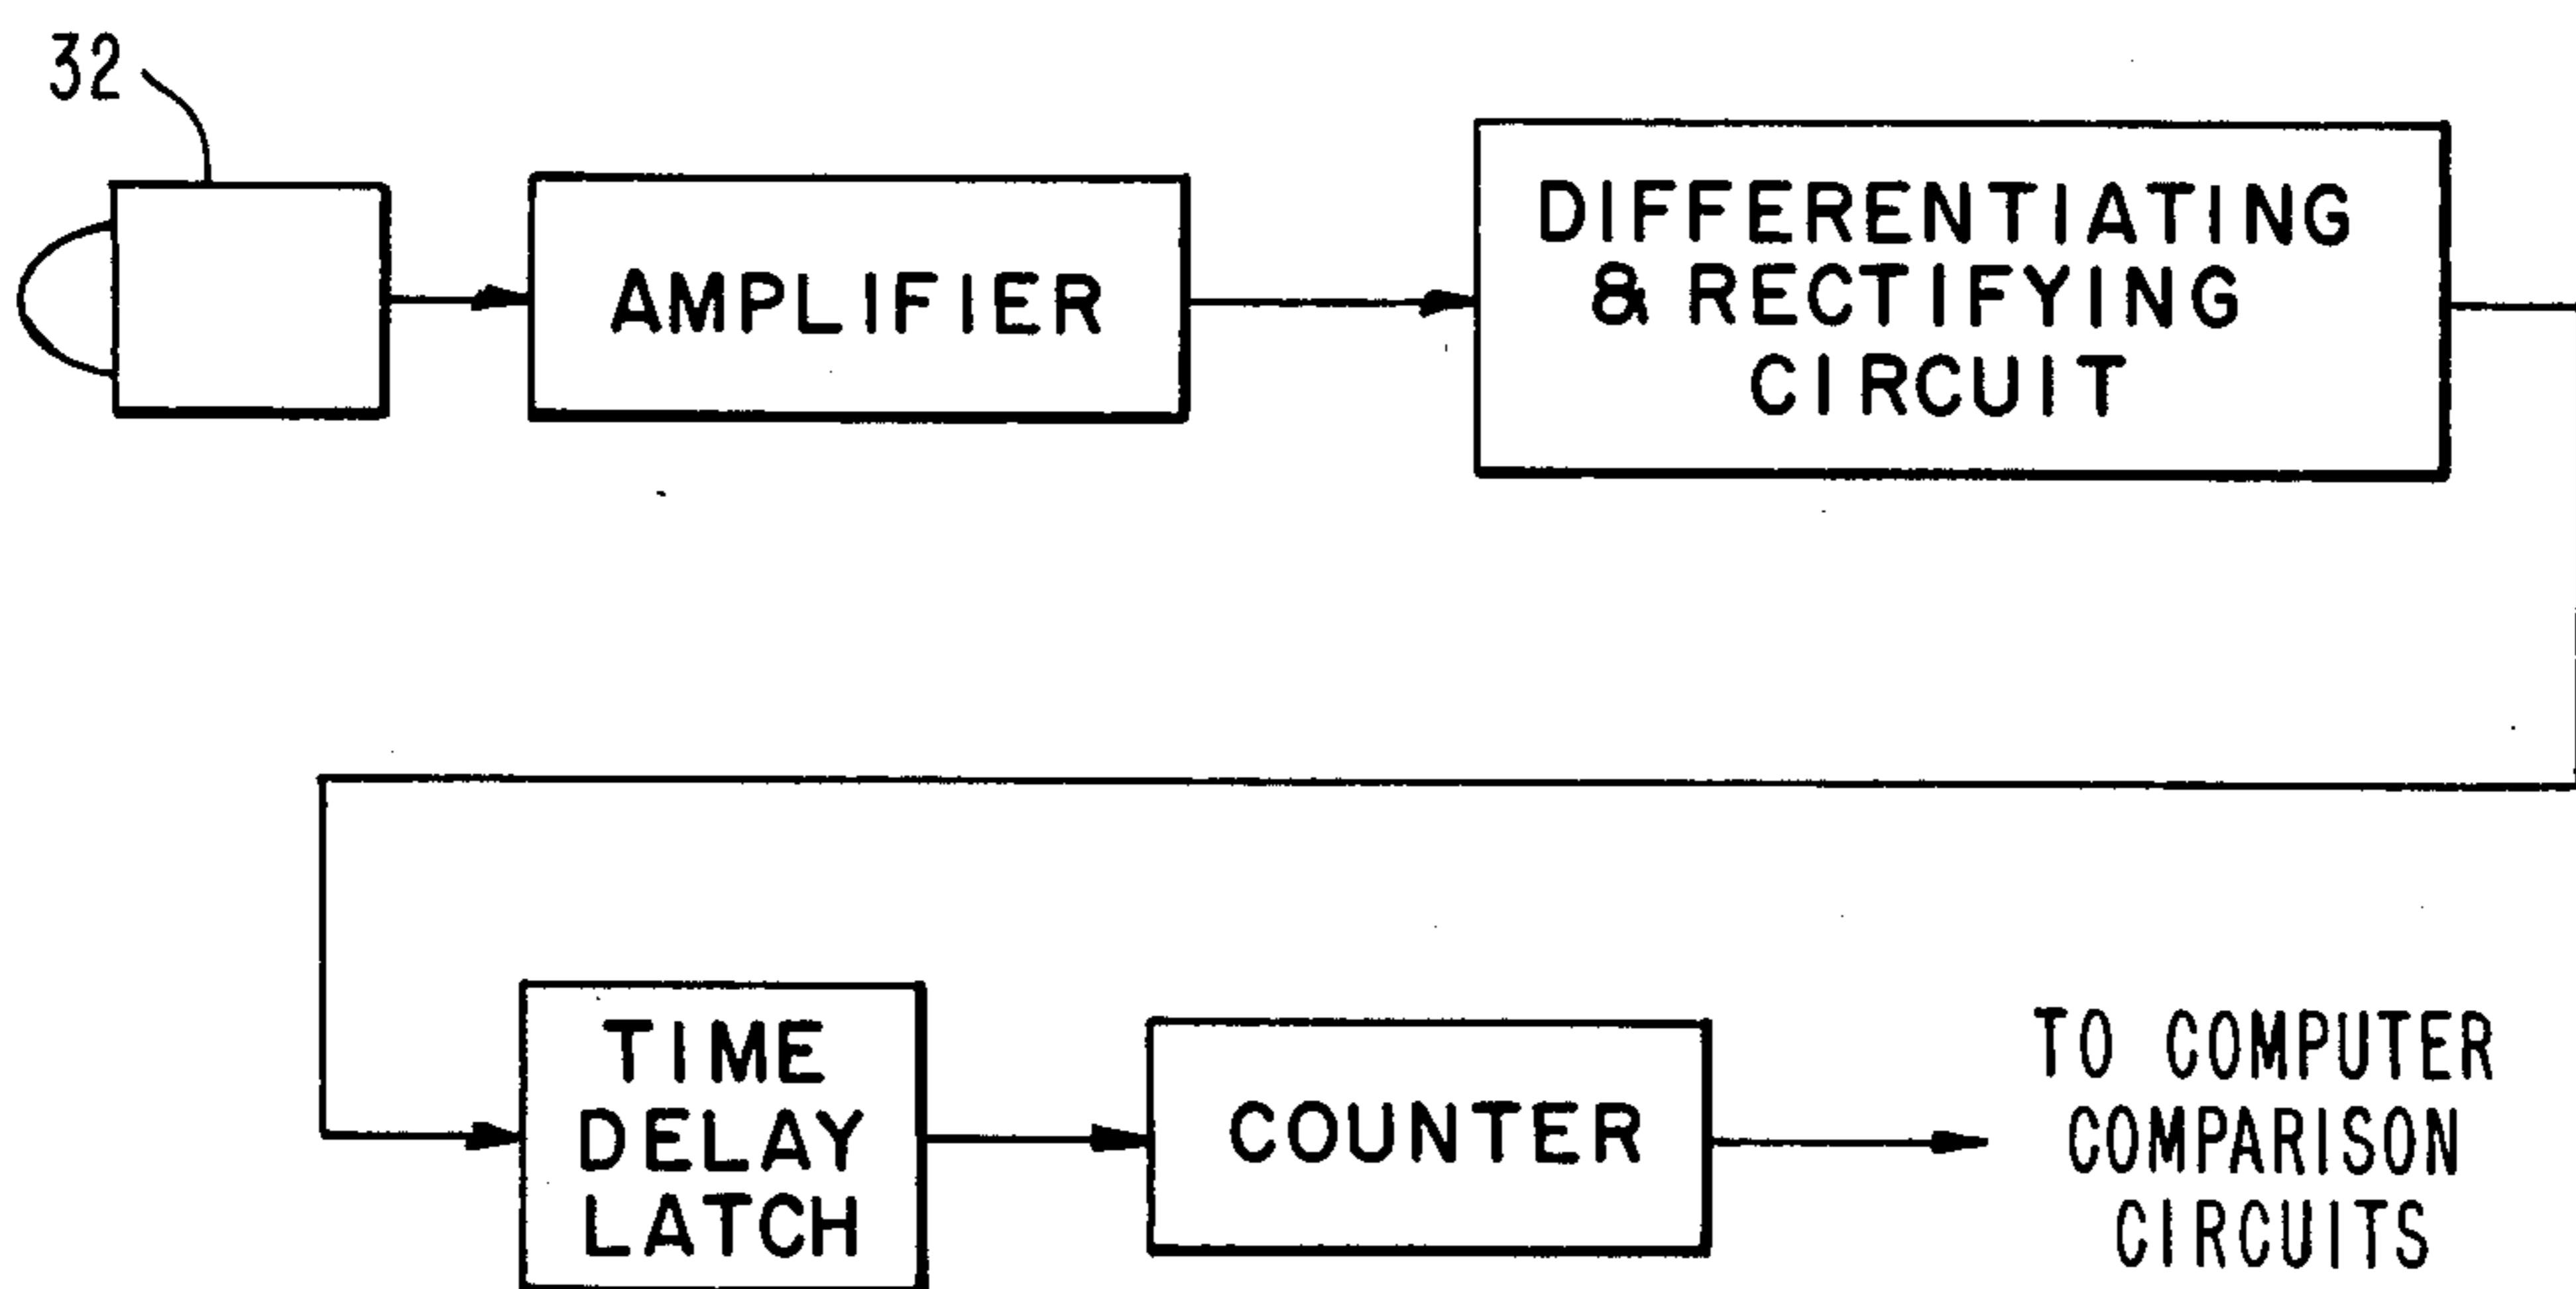 32
AMPLIFIER
DIFFERENTIATING
& RECTIFYING
CIRCUIT
TIME
DELAY
LATCH
COUNTER
TO COMPUTER
COMPARISON
CIRCUITS